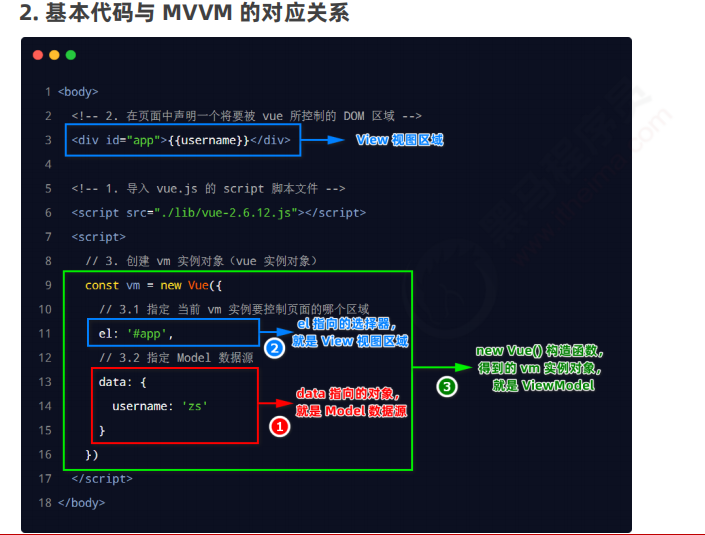 2. 基本代码与 MVVM 的对应关系
1 <body>
2 <!-- 2. 在页面中声明一个将要被 vue 所控制的 DOM 区域 -->
3 <div id="app">{{username}}</div> View 视图区域
4
5 <!-- 1. 导入 vue.js 的 script 脚本文件 -->
6 <script src="./lib/vue-2.6.12.js"></script>
7 <script>
8 // 3. 创建 vm 实例对象（vue 实例对象）
9 const vm = new Vue({
10 // 3.1 指定 当前 vm 实例要控制页面的哪个区域
11 el: '#app',
② el 指向的选择器，
就是 View 视图区域
12 // 3.2 指定 Model 数据源
13 data: {
14 username: 'zs'
15 }
① data 指向的对象，
就是 Model 数据源
16 })
③ new Vue() 构造函数，
得到的 vm 实例对象，
就是 ViewModel
17 </script>
18 </body>